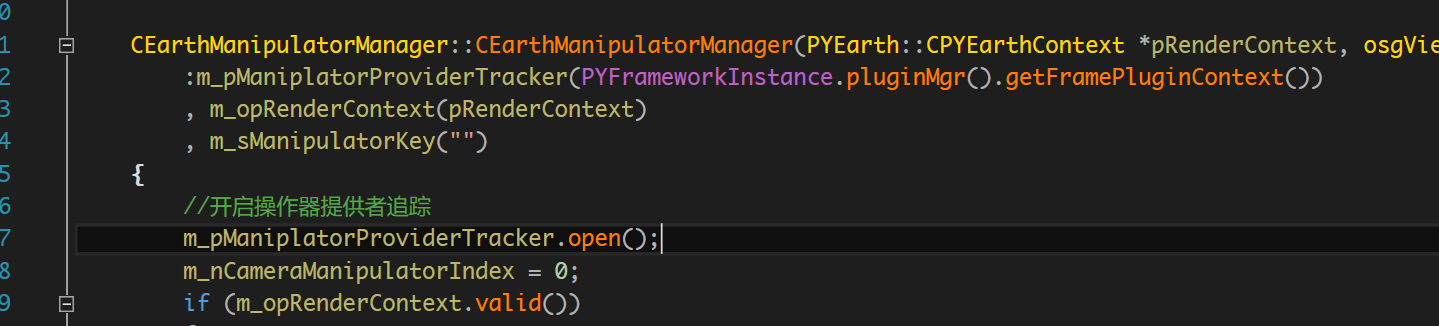 0
1 CEarthManipulatorManager::CEarthManipulatorManager(PYEarth::CPYEarthContext *pRenderContext, osgVie
2 :m_pManiplatorProviderTracker(PYFrameworkInstance.pluginMgr().getFramePluginContext())
3 , m_opRenderContext(pRenderContext)
4 , m_sManipulatorKey("")
5 {
6 //开启操作器提供者追踪
7 m_pManiplatorProviderTracker.open();
8 m_nCameraManipulatorIndex = 0;
9 if (m_opRenderContext.valid())